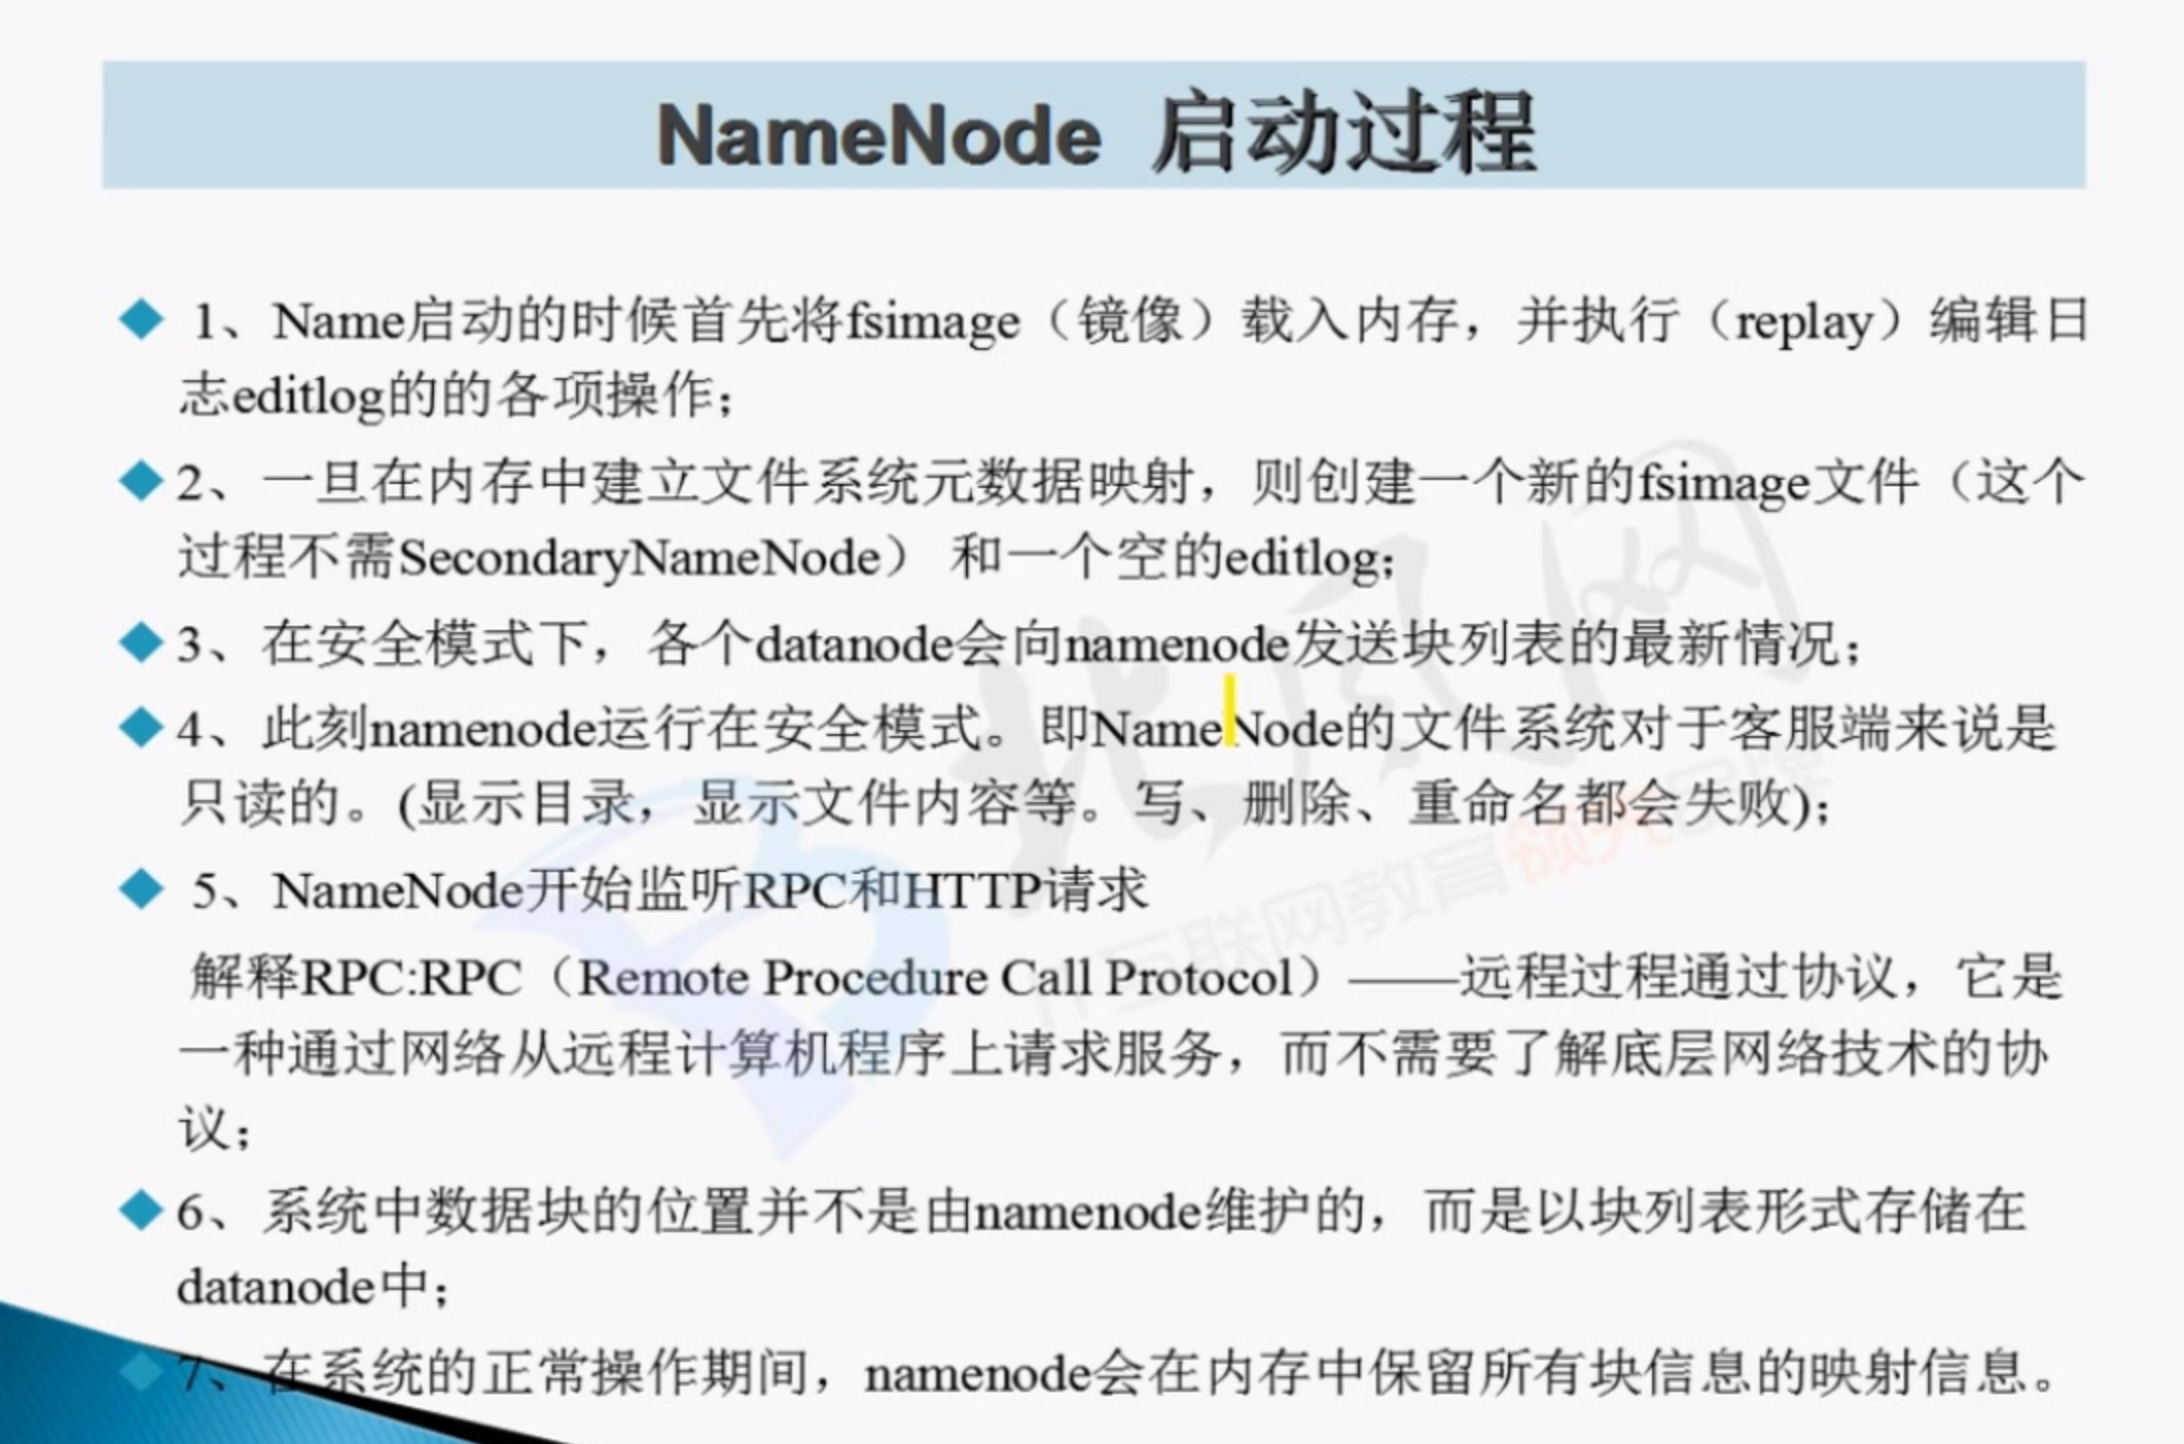 NameNode 启动过程
1、Name启动的时候首先将fsimage（镜像）载入内存，并执行（replay）编辑日
志editlog的的各项操作；
2、一旦在内存中建立文件系统元数据映射，则创建一个新的fsimage文件（这个
过程不需SecondaryNameNode） 和一个空的editlog；
3、在安全模式下，各个datanode会向namenode发送块列表的最新情况；
4、此刻namenode运行在安全模式。即NameNode的文件系统对于客服端来说是
只读的。(显示目录，显示文件内容等。写、删除、重命名都会失败)；
5、NameNode开始监听RPC和HTTP请求
解释RPC:RPC（Remote Procedure Call Protocol）——远程过程通过协议，它是
一种通过网络从远程计算机程序上请求服务，而不需要了解底层网络技术的协
议；
6、系统中数据块的位置并不是由namenode维护的，而是以块列表形式存储在
datanode中；
7、在系统的正常操作期间，namenode会在内存中保留所有块信息的映射信息。
北风网
互联网教育领先品牌